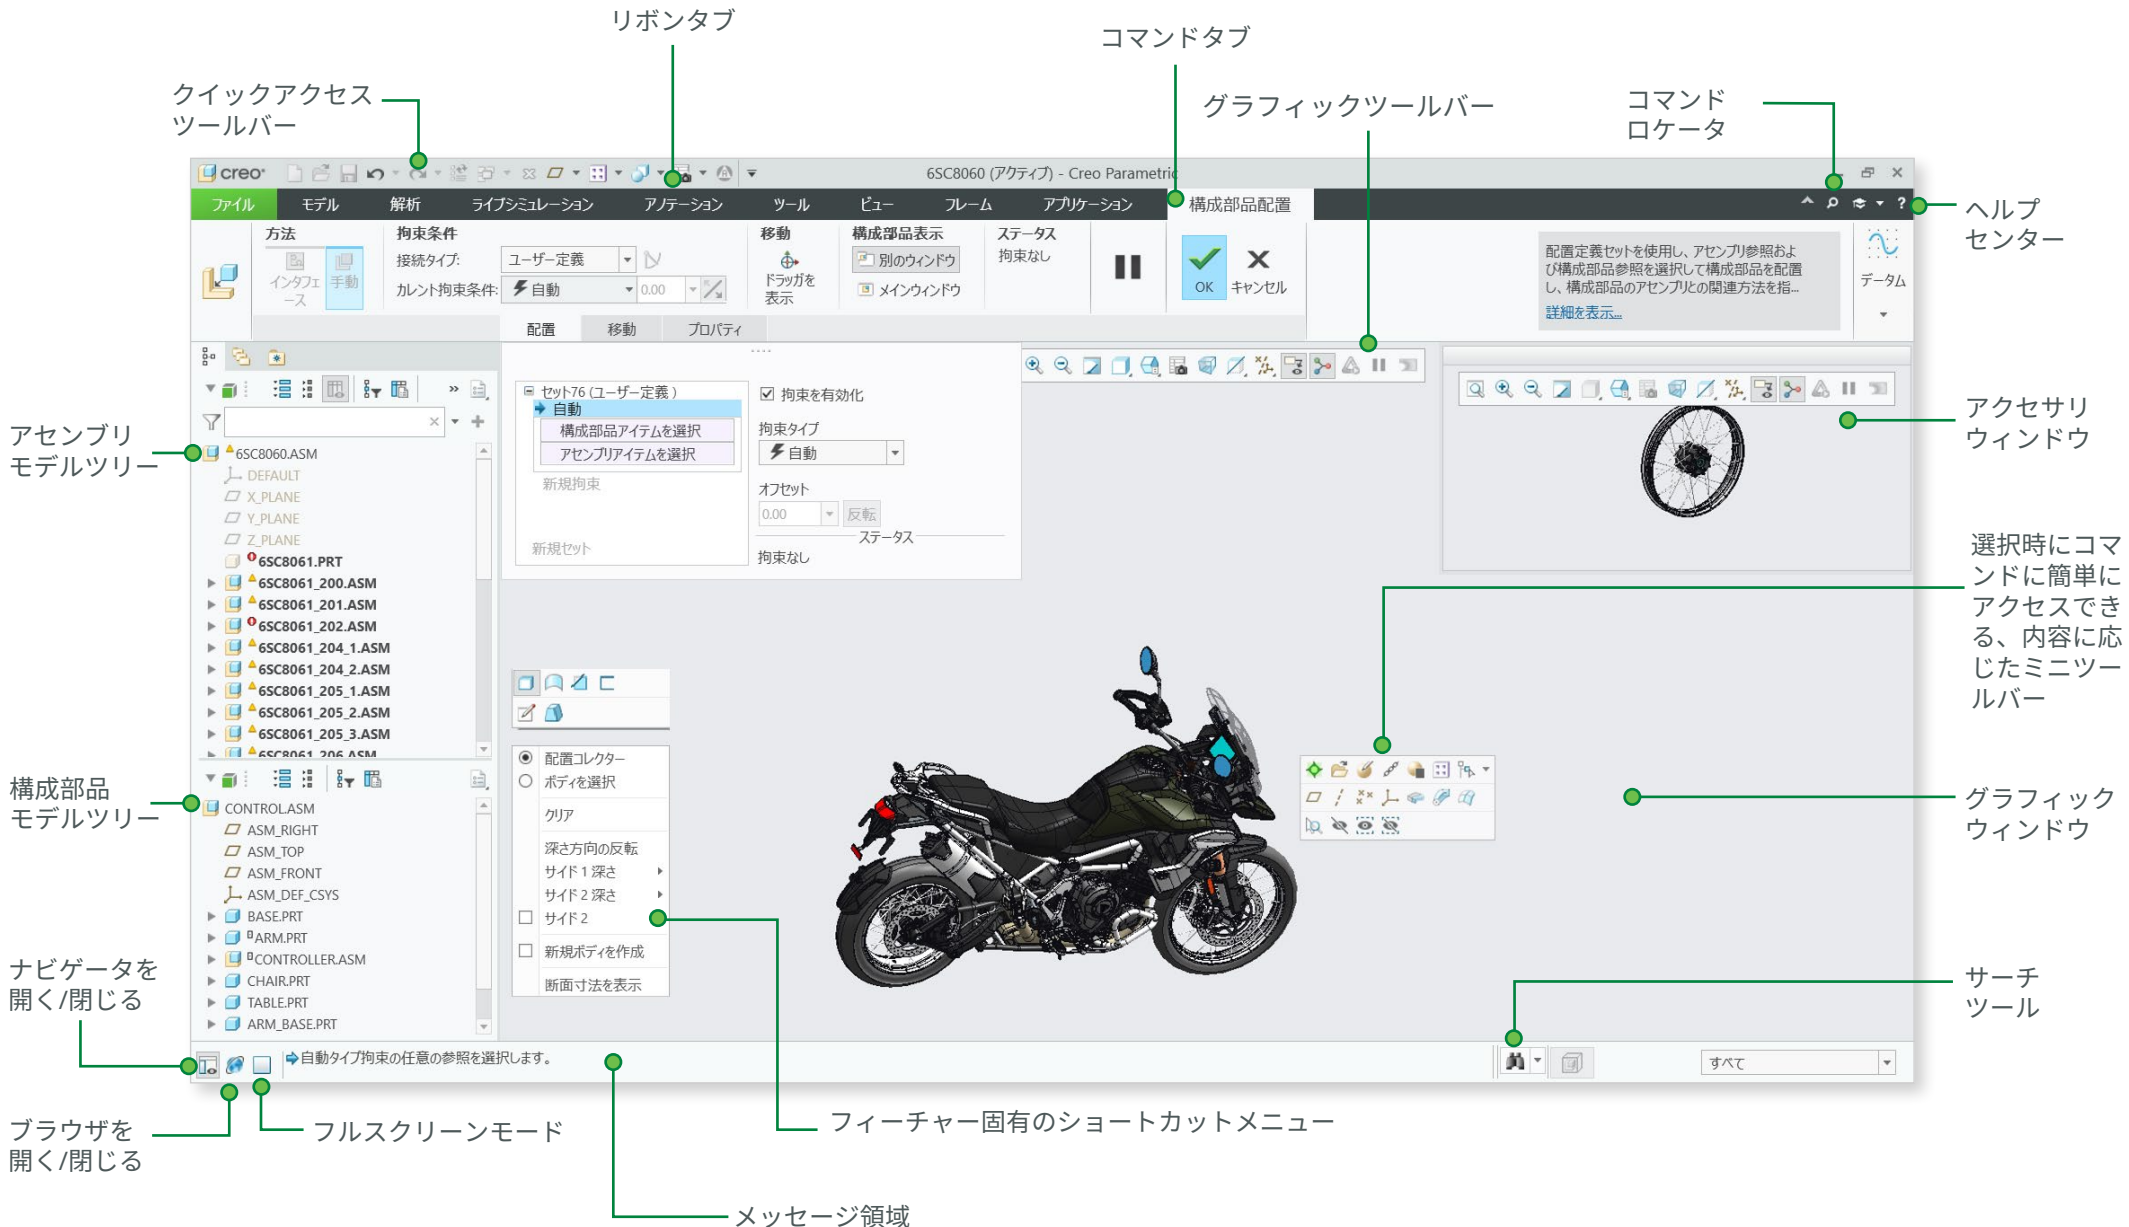 リボンタブ
コマンドタブ
クイックアクセス
ツールバー
グラフィックツールバー
コマンド
ロケータ
creo
6SC8060 (アクティブ) - Creo Parametric
ファイル
モデル
解析
ライブシミュレーション
アノテーション
ツール
ビュー
フレーム
アプリケーション
構成部品配置
?
ヘルプ
センター
方法
インタフェ
ース
手動
拘束条件
接続タイプ:
ユーザー定義
カレント拘束条件:
自動
0.00
移動
ドラッガを
表示
構成部品表示
別のウィンドウ
メインウィンドウ
ステータス
拘束なし
OK
キャンセル
配置定義セットを使用し、アセンブリ参照およ
び構成部品参照を選択して構成部品を配置
し、構成部品のアセンブリとの関連方法を指...
詳細を表示...
データム
配置
移動
プロパティ
セット76 (ユーザー定義 )
自動
構成部品アイテムを選択
アセンブリアイテムを選択
新規拘束
新規セット
拘束を有効化
拘束タイプ
自動
オフセット
0.00
反転
ステータス
拘束なし
アクセサリ
ウィンドウ
アセンブリ
モデルツリー
6SC8060.ASM
DEFAULT
X_PLANE
Y_PLANE
Z_PLANE
6SC8061.PRT
6SC8061_200.ASM
6SC8061_201.ASM
6SC8061_202.ASM
6SC8061_204_1.ASM
6SC8061_204_2.ASM
6SC8061_205_1.ASM
6SC8061_205_2.ASM
6SC8061_205_3.ASM
6SC8061_206.ASM
選択時にコマ
ンドに簡単に
アクセスでき
る、内容に応
じたミニツー
ルバー
配置コレクター
ボディを選択
クリア
深さ方向の反転
サイド 1 深さ
サイド 2 深さ
サイド 2
新規ボディを作成
断面寸法を表示
構成部品
モデルツリー
CONTROL.ASM
ASM_RIGHT
ASM_TOP
ASM_FRONT
ASM_DEF_CSYS
BASE.PRT
ARM.PRT
CONTROLLER.ASM
CHAIR.PRT
TABLE.PRT
ARM_BASE.PRT
グラフィック
ウィンドウ
ナビゲータを
開く/閉じる
サーチ
ツール
自動タイプ拘束の任意の参照を選択します。
すべて
ブラウザを
開く/閉じる
フルスクリーンモード
フィーチャー固有のショートカットメニュー
メッセージ領域